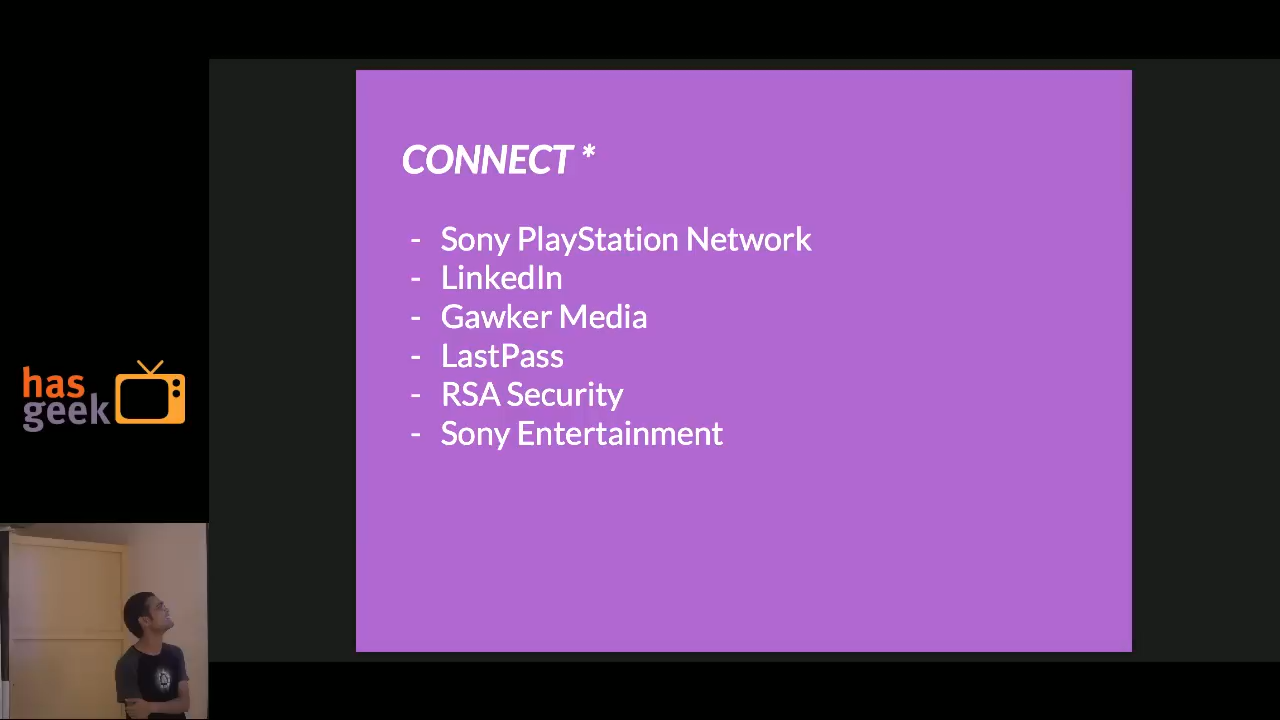 CONNECT *
- Sony PlayStation Network
- LinkedIn
- Gawker Media
- LastPass
- RSA Security
- Sony Entertainment
has
geek